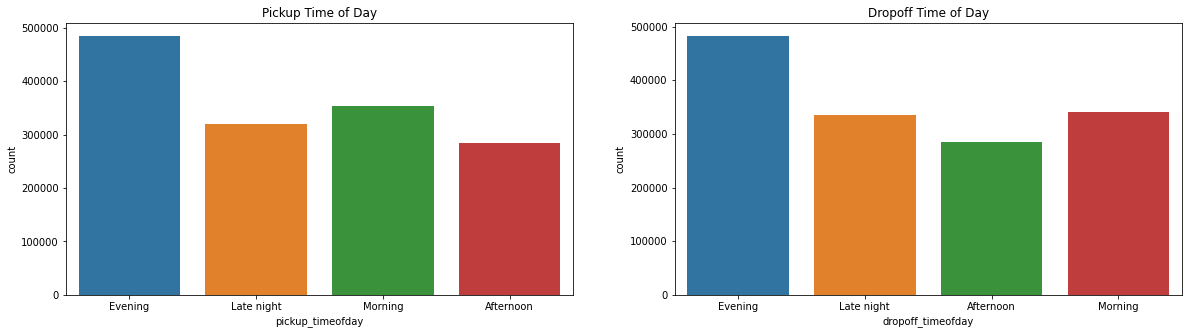 Pickup Time of Day
500000
400000
300000
200000
100000
0
count
Evening Late night Morning Afternoon
pickup_timeofday
Dropoff Time of Day
500000
400000
300000
200000
100000
0
count
Evening Late night Afternoon Morning
dropoff_timeofday